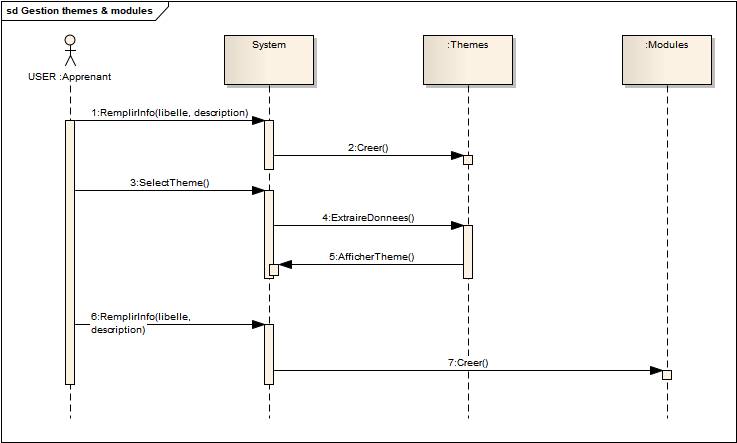 sd Gestion themes & modules
System
:Themes
:Modules
USER :Apprenant
1:RemplirInfo(libelle, description)
2:Creer()
3:SelectTheme()
4:ExtraireDonnees()
5:AfficherTheme()
6:RemplirInfo(libelle,
description)
7:Creer()